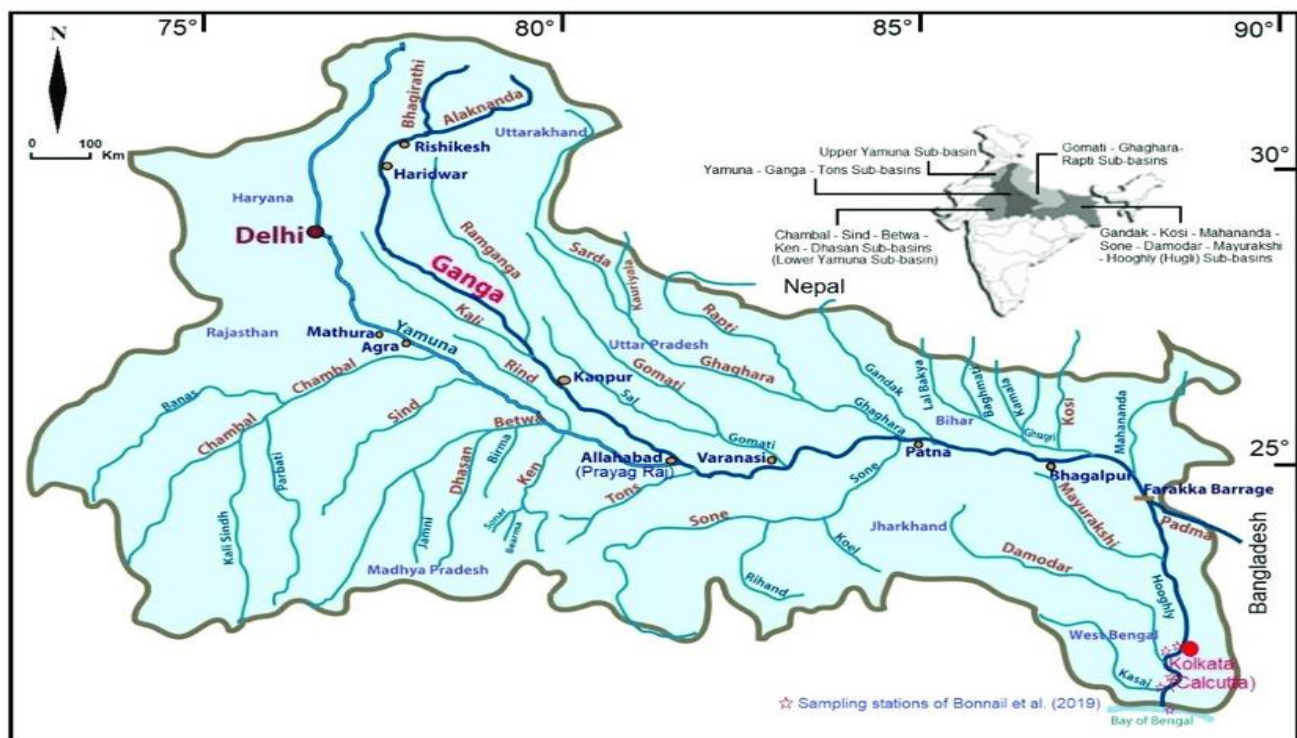 75°
80°
85°
90°
N
0 100
Km
Bhagirathi
Alaknanda
Uttarakhand
Rishikesh
Haridwar
Upper Yamuna Sub-basin
Yamuna - Ganga - Tons Sub-basins
Gomati - Ghaghara-
Rapti Sub-basins
30°
Haryana
Delhi
Chambal - Sind - Betwa -
Ken - Dhasan Sub-basins
(Lower Yamuna Sub-basin)
Gandak - Kosi - Mahananda -
Sone - Damodar - Mayurakshi
- Hooghly (Hugli) Sub-basins
Ramganga
Sarda
Kauriyala
Ganga
Nepal
Kali
Rapti
Rajasthan
Mathura
Yamuna
Agra
Uttar Pradesh
Rind
Ghaghara
Gomati
Kanpur
Sal
Chambal
Banas
Chambal
Sind
Gandak
Lal Bakya
Baghmati
Kamala
Kosi
Mahananda
Ghaghara
Bihar
Ghugri
Parbati
Betwa
Birma
Dhasan
Ken
Gomati
Allahabad
(Prayag Raj)
Varanasi
Patna
25°
Bhagalpur
Tons
Sone
Farakka Barrage
Mayurakshi
Padma
Kali Sindh
Jamni
Sonar
Bearma
Sone
Koel
Jharkhand
Rihand
Damodar
Madhya Pradesh
Hooghly
Bangladesh
West Bengal
Kasai
Kolkata
(Calcutta)
Sampling stations of Bonnail et al. (2019)
Bay of Bengal